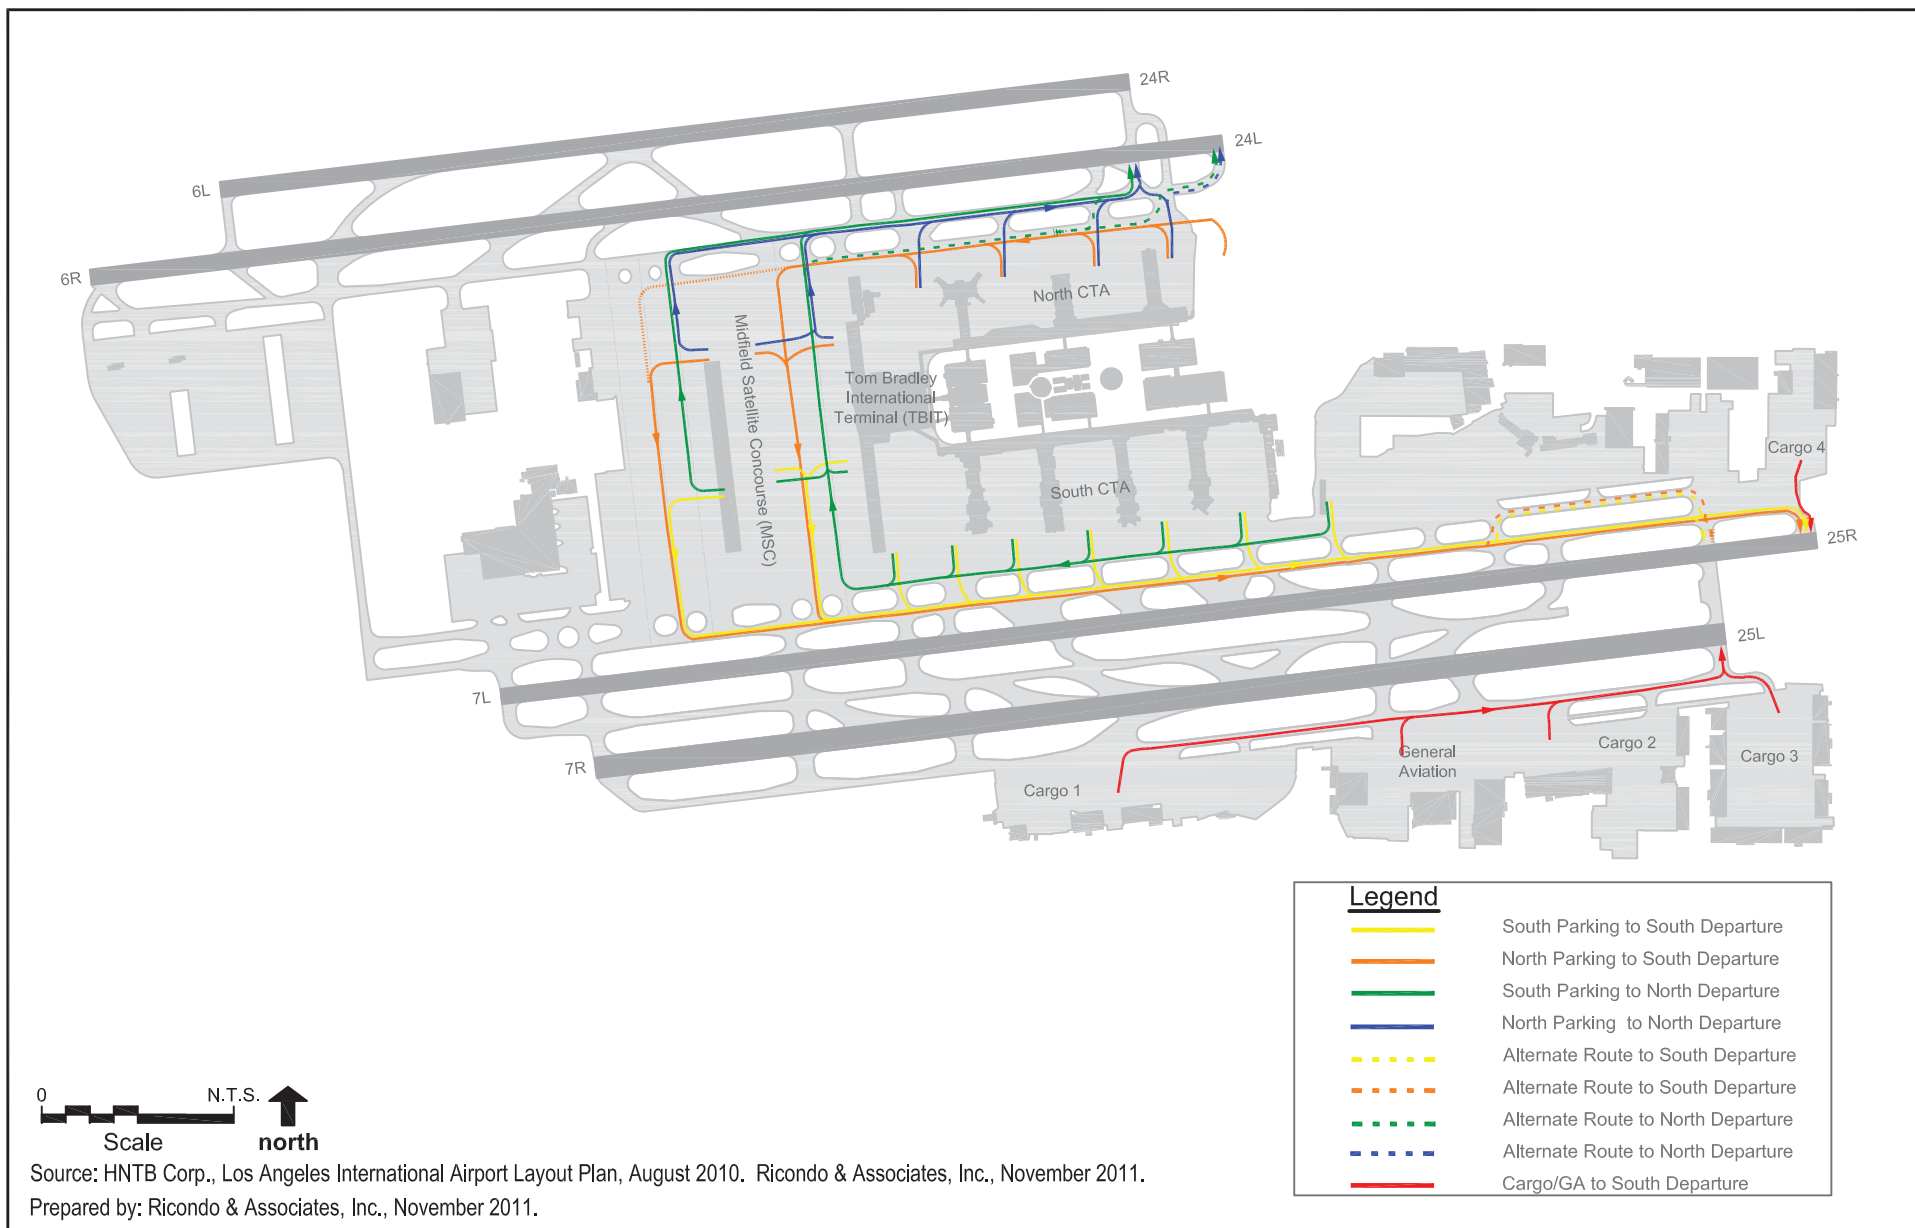 24R
24L
6L
6R
North CTA
Midfield Satellite Concourse (MSC)
Tom Bradley
International
Terminal (TBIT)
South CTA
Cargo 4
25R
25L
7L
7R
General
Aviation
Cargo 2
Cargo 3
Cargo 1
Legend
South Parking to South Departure
North Parking to South Departure
South Parking to North Departure
North Parking to North Departure
Alternate Route to South Departure
Alternate Route to South Departure
Alternate Route to North Departure
Alternate Route to North Departure
Cargo/GA to South Departure
0 N.T.S.
Scale north
Source: HNTB Corp., Los Angeles International Airport Layout Plan, August 2010. Ricondo & Associates, Inc., November 2011.
Prepared by: Ricondo & Associates, Inc., November 2011.